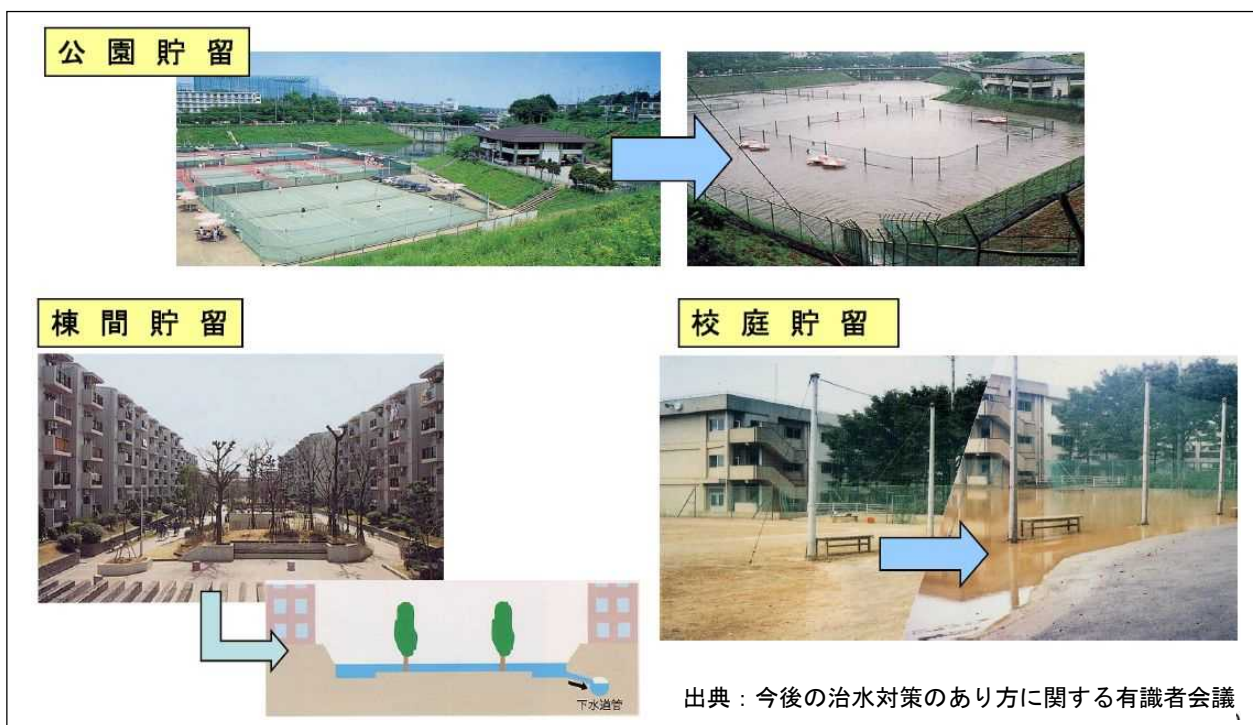 公園貯留
棟間貯留
校庭貯留
下水道管
出典：今後の治水対策のあり方に関する有識者会議